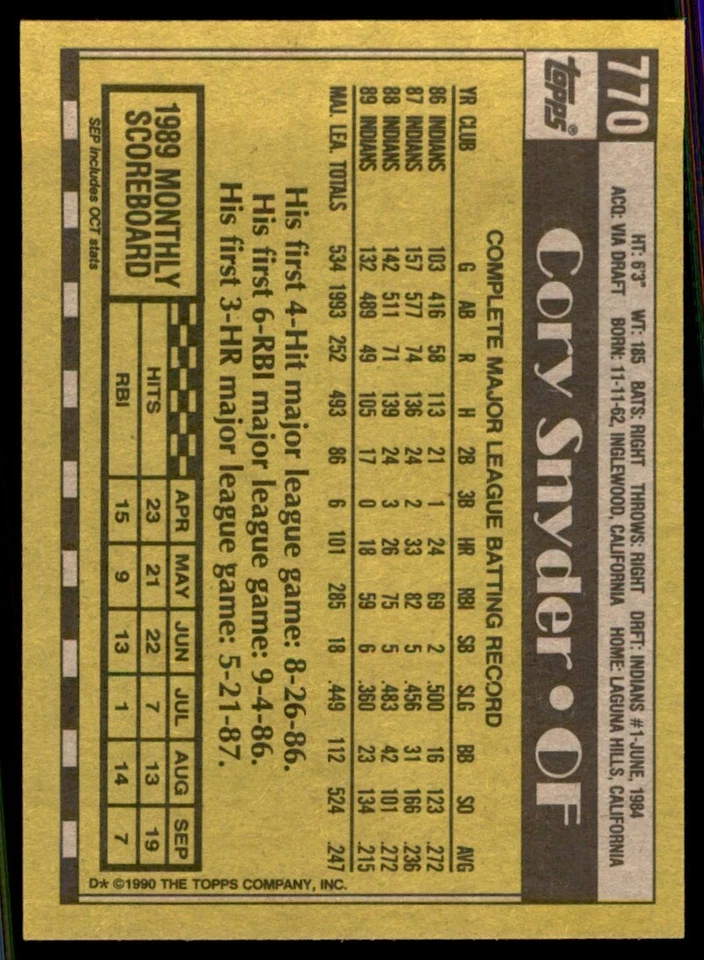 770
HT: 6'3" WT: 185 BATS: RIGHT THROWS: RIGHT DRFT: INDIANS #1-JUNE, 1984
ACQ: VIA DRAFT BORN: 11-11-62, INGLEWOOD, CALIFORNIA HOME: LAGUNA HILLS, CALIFORNIA
topps®
Cory Snyder • OF
COMPLETE MAJOR LEAGUE BATTING RECORD
YR CLUB G AB R H 2B 3B HR RBI SB SLG BB SO AVG
86 INDIANS 103 416 58 113 21 1 24 69 2 .500 16 123 .272
87 INDIANS 157 577 74 136 24 2 33 82 5 .456 31 166 .236
88 INDIANS 142 511 71 139 24 3 26 75 5 .483 42 101 .272
89 INDIANS 132 489 49 105 17 0 18 59 6 .360 23 134 .215
MAJ. LEA. TOTALS 534 1993 252 493 86 6 101 285 18 .449 112 524 .247
His first 4-Hit major league game: 8-26-86.
His first 6-RBI major league game: 9-4-86.
His first 3-HR major league game: 5-21-87.
1989 MONTHLY
SCOREBOARD
APR MAY JUN JUL AUG SEP
HITS 23 21 22 7 13 19
RBI 15 9 13 1 14 7
SEP includes OCT stats
D* ©1990 THE TOPPS COMPANY, INC.